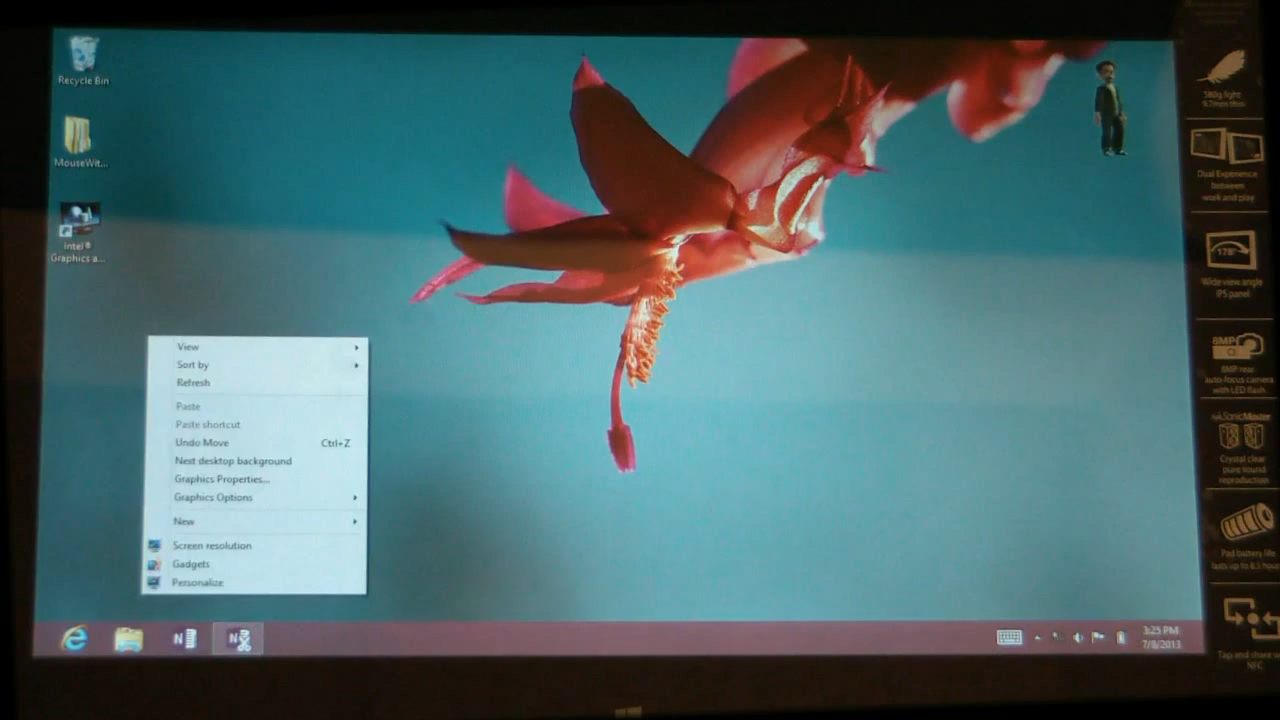 Recycle Bin
MouseWit...
Intel®
Graphics a...
View
Sort by
Refresh
Paste
Paste shortcut
Undo Move Ctrl+Z
Next desktop background
Graphics Properties...
Graphics Options
New
Screen resolution
Gadgets
Personalize
N
N
3:25 PM
7/8/2013
580g light
9.7mm thin
Dual Experience
between
work and play
178°
Wide view angle
IPS panel
8MP
8MP rear
auto-focus camera
with LED flash
SonicMaster
Crystal clear
pure sound
reproduction
Pad battery life
lasts up to 8.5 hour
Tap and share
NFC